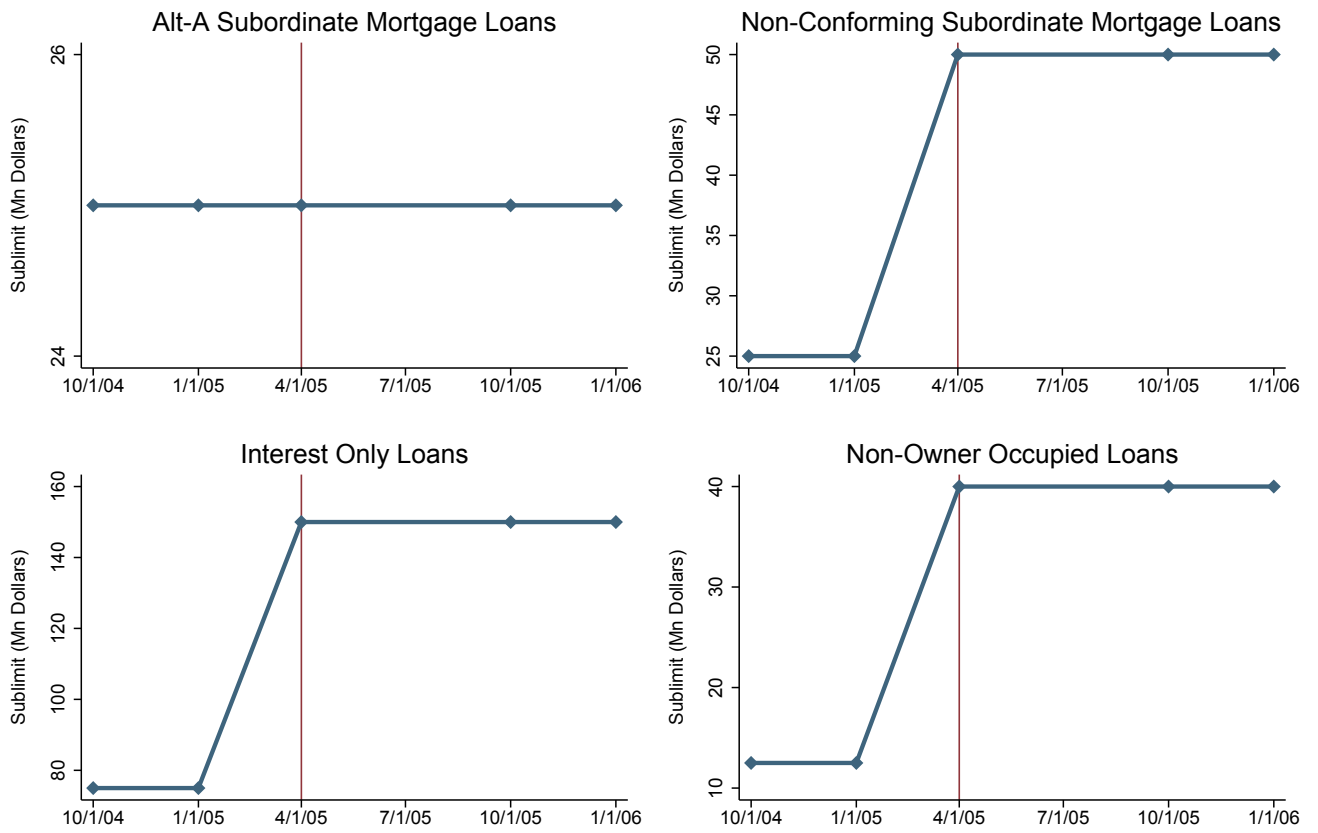 Alt-A Subordinate Mortgage Loans
Sublimit (Mn Dollars)
26
24
10/1/04 1/1/05 4/1/05 7/1/05 10/1/05 1/1/06
Non-Conforming Subordinate Mortgage Loans
Sublimit (Mn Dollars)
50
45
40
35
30
25
10/1/04 1/1/05 4/1/05 7/1/05 10/1/05 1/1/06
Interest Only Loans
Sublimit (Mn Dollars)
160
140
120
100
80
10/1/04 1/1/05 4/1/05 7/1/05 10/1/05 1/1/06
Non-Owner Occupied Loans
Sublimit (Mn Dollars)
40
30
20
10
10/1/04 1/1/05 4/1/05 7/1/05 10/1/05 1/1/06